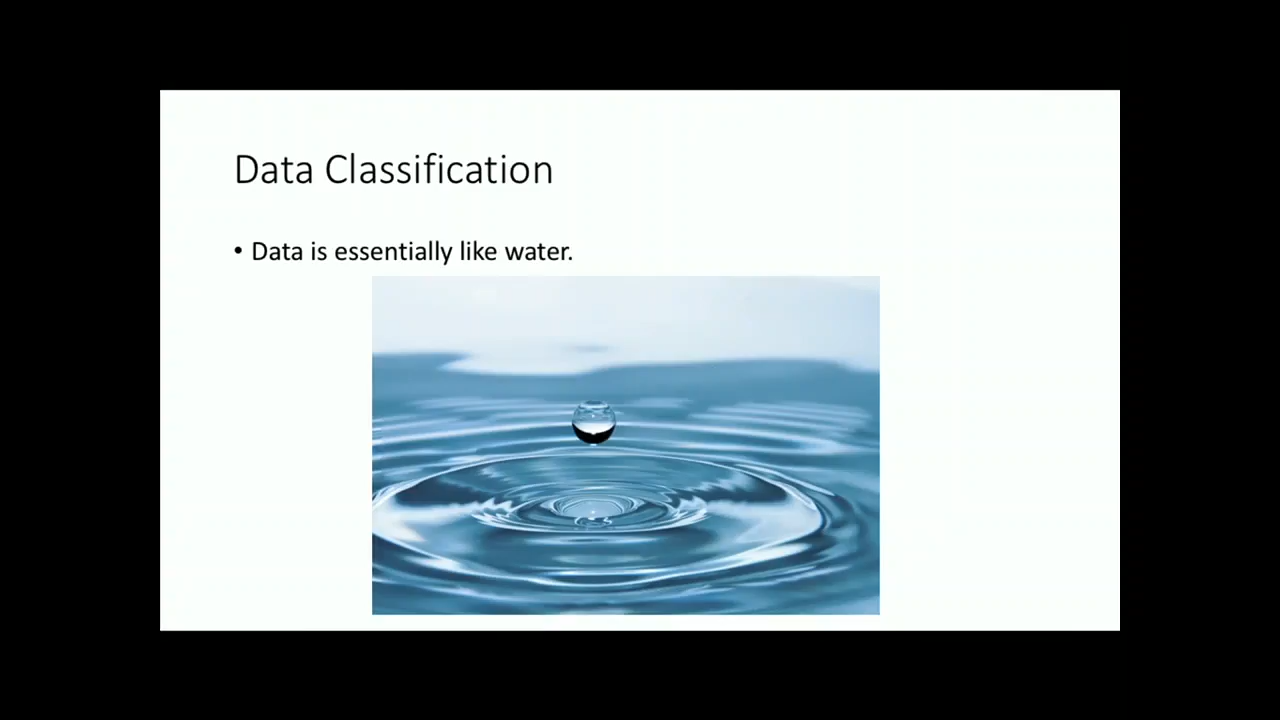 Data Classification
• Data is essentially like water.